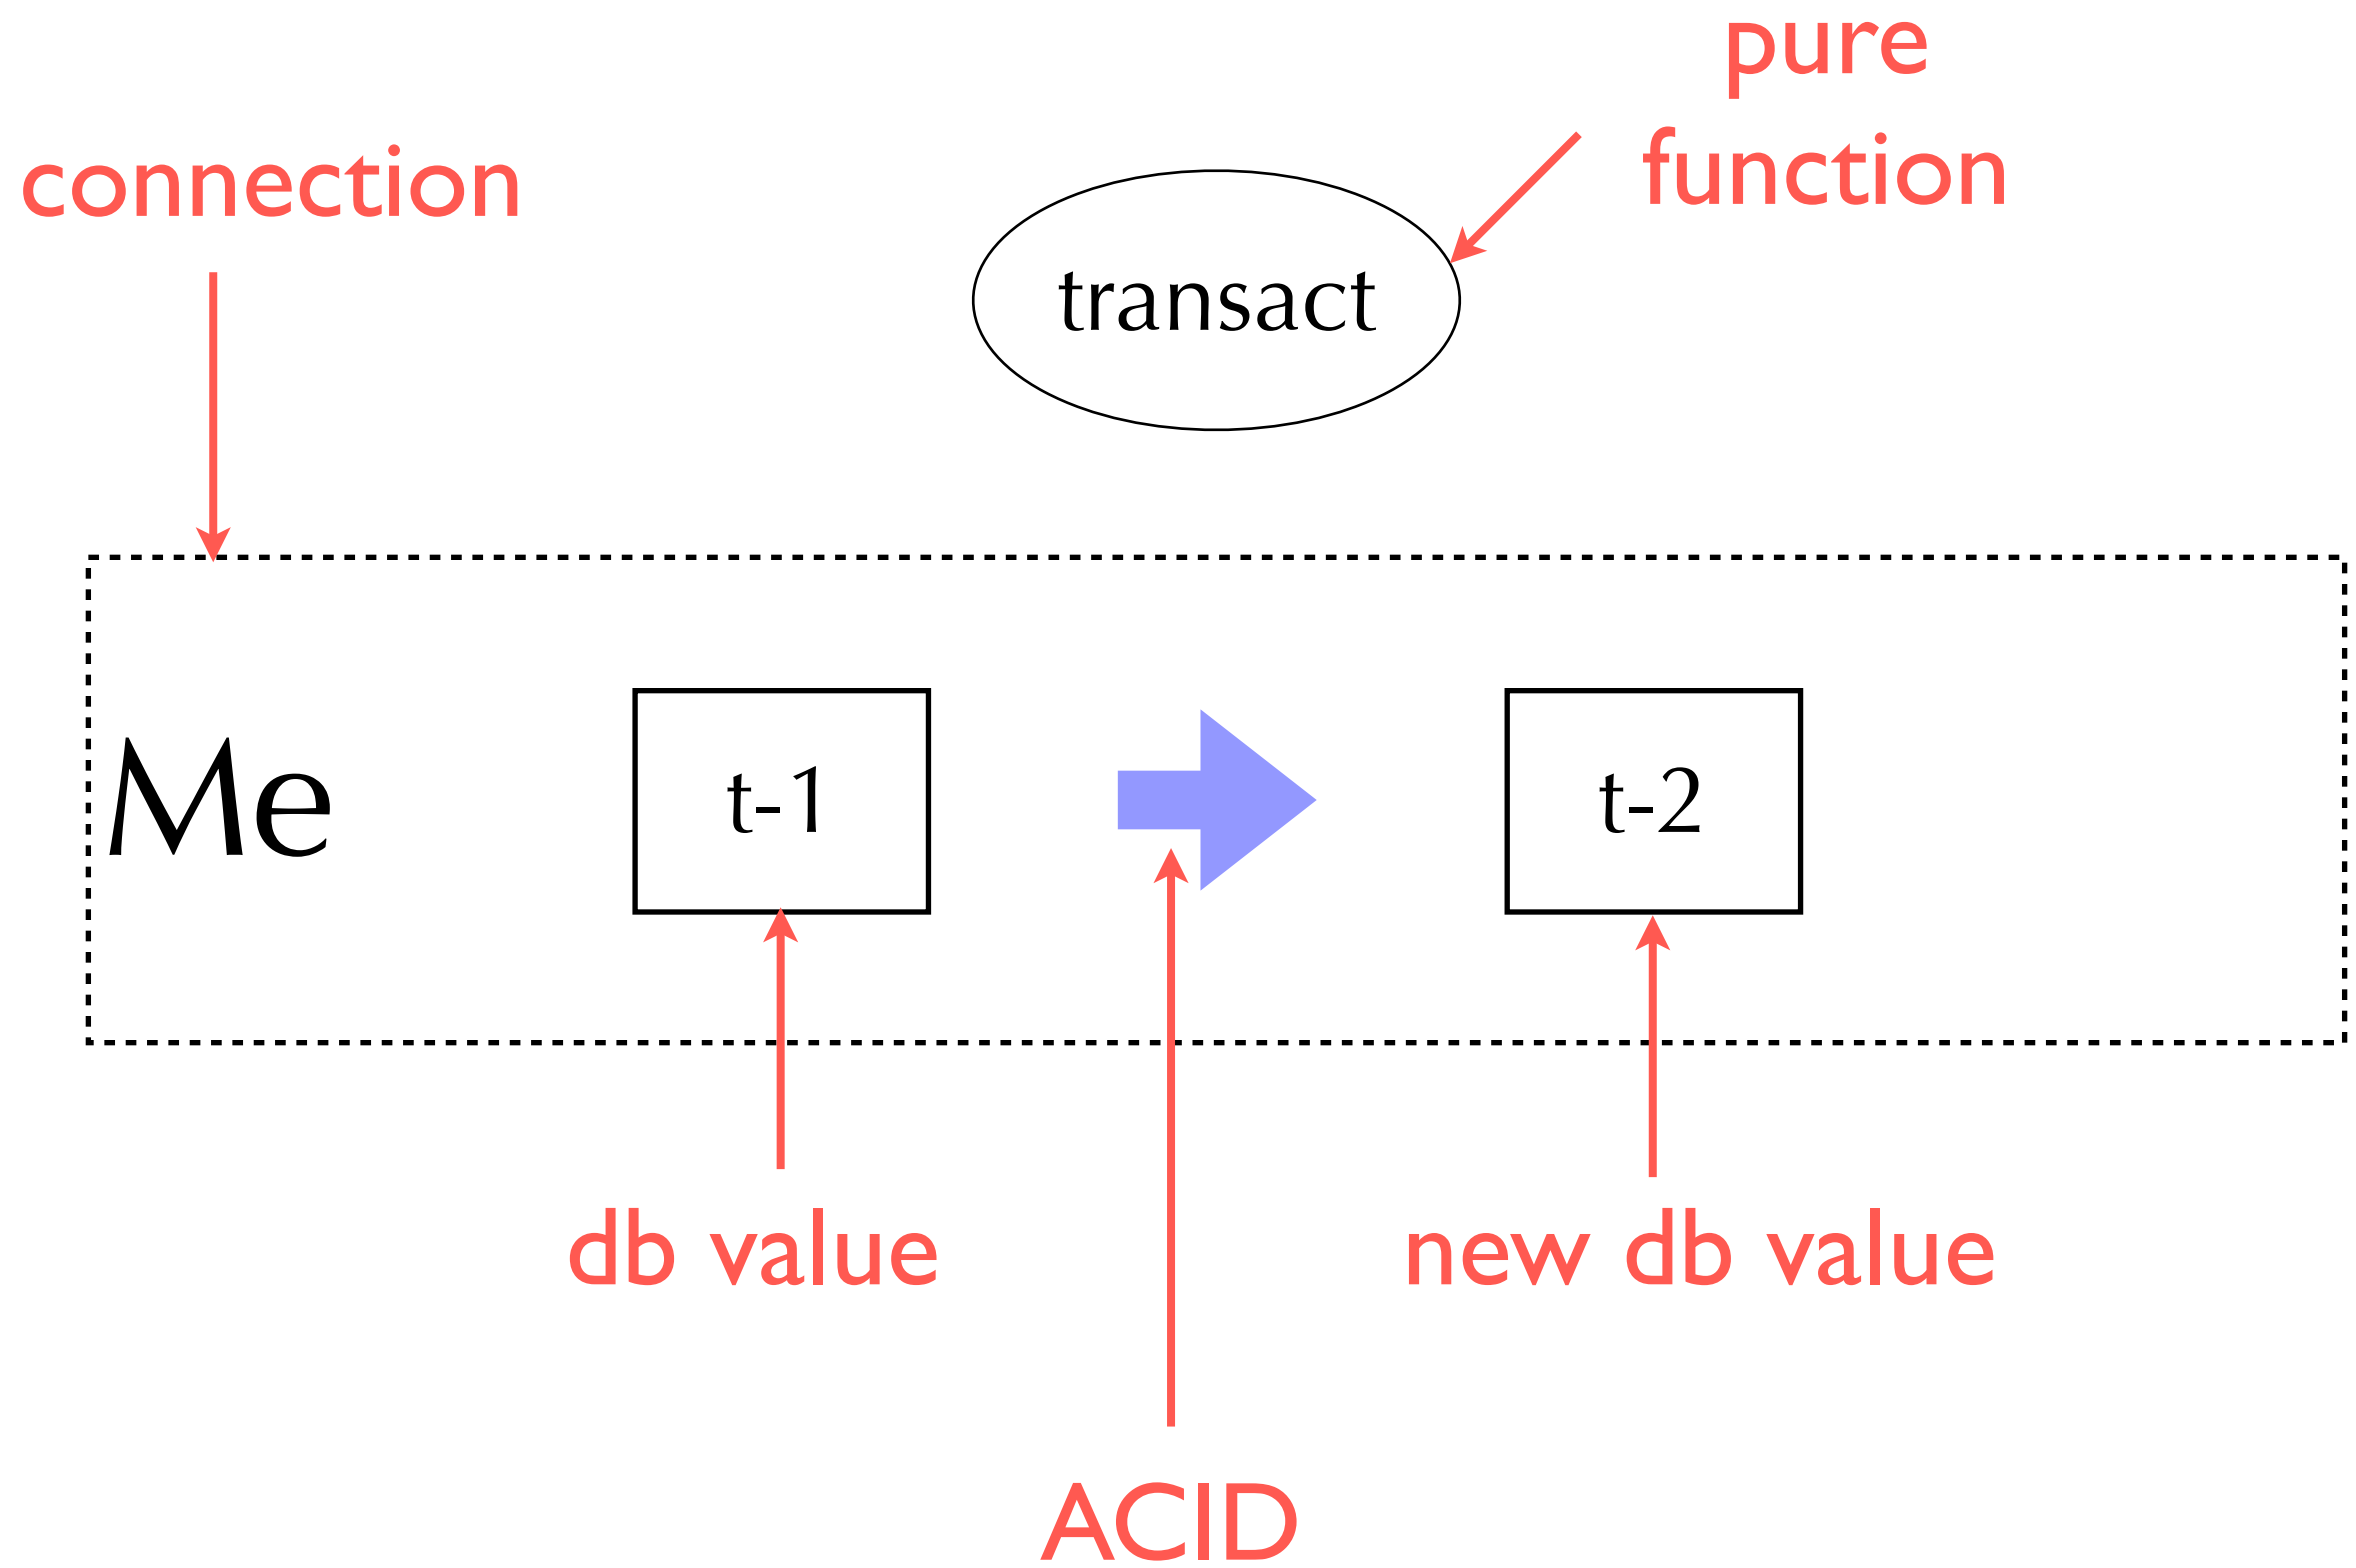 pure
function
connection
transact
Me
t-1
t-2
db value
new db value
ACID